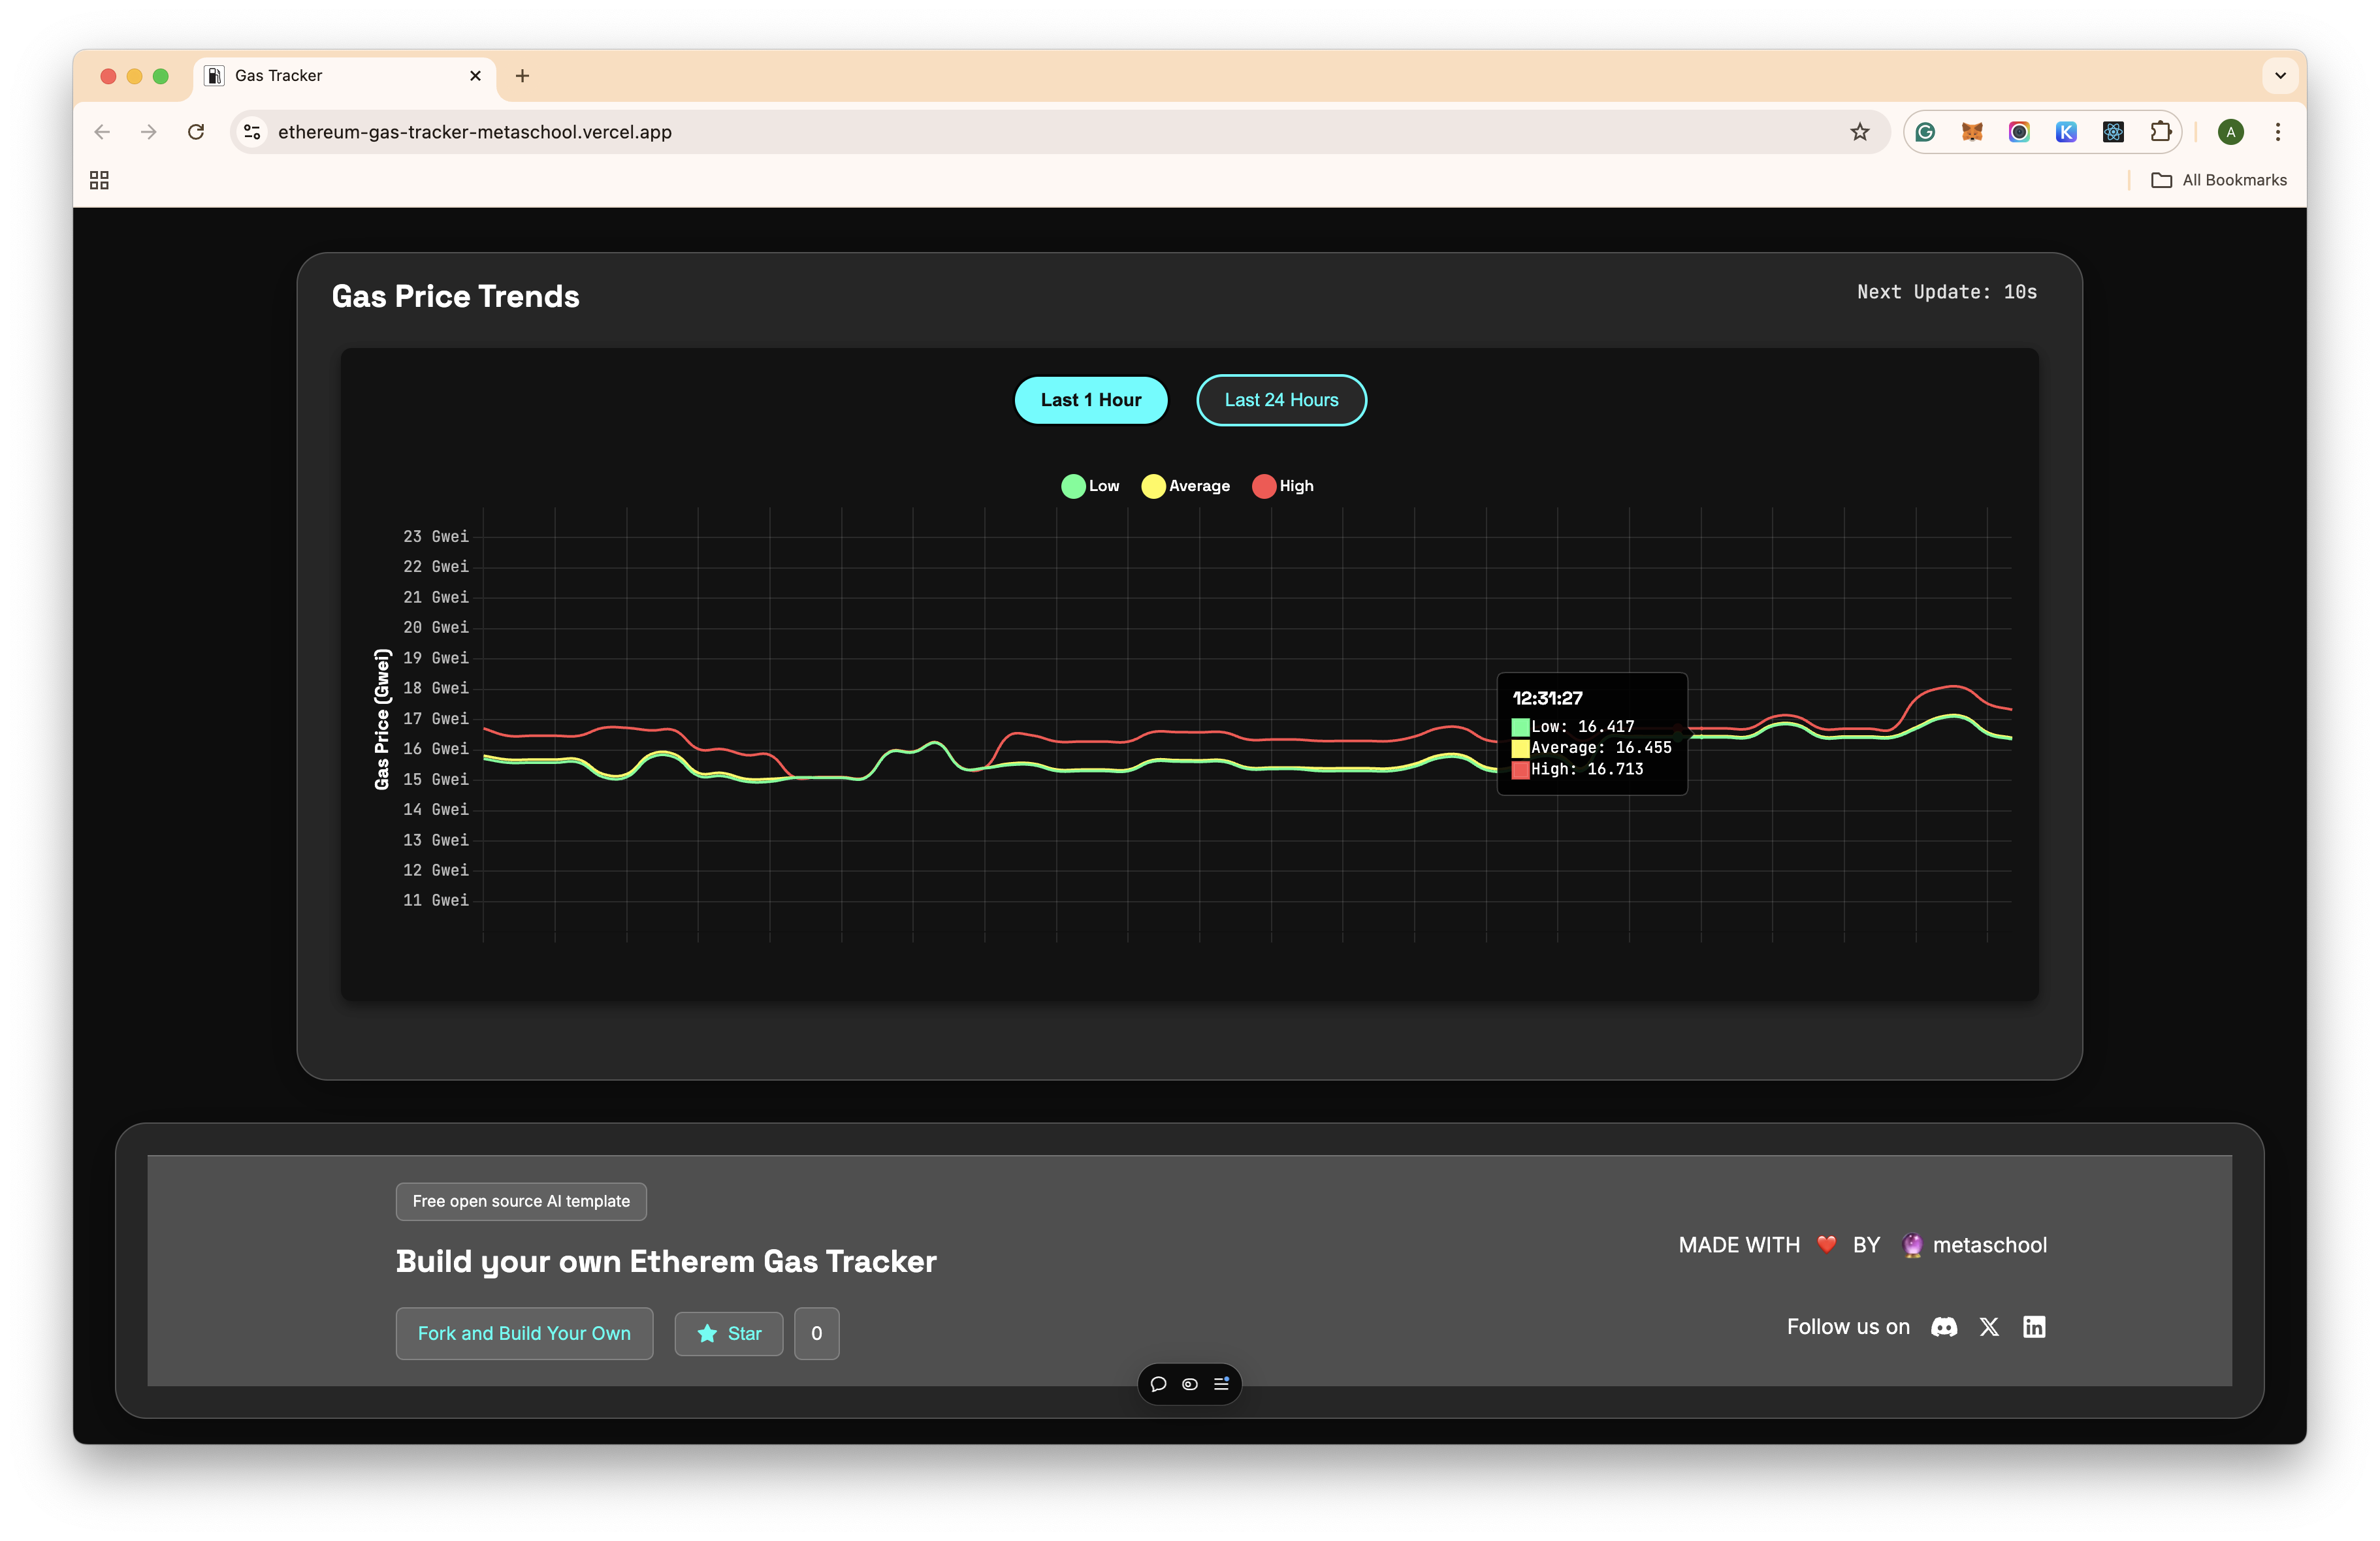 Gas Tracker
ethereum-gas-tracker-metaschool.vercel.app
A
All Bookmarks
Gas Price Trends
Next Update: 10s
Last 1 Hour
Last 24 Hours
Low
Average
High
Gas Price (Gwei)
23 Gwei
22 Gwei
21 Gwei
20 Gwei
19 Gwei
18 Gwei
17 Gwei
16 Gwei
15 Gwei
14 Gwei
13 Gwei
12 Gwei
11 Gwei
12:31:27
Low: 16.417
Average: 16.455
High: 16.713
Free open source AI template
Build your own Etherem Gas Tracker
Fork and Build Your Own
Star
0
MADE WITH ❤️ BY 🔮 metaschool
Follow us on